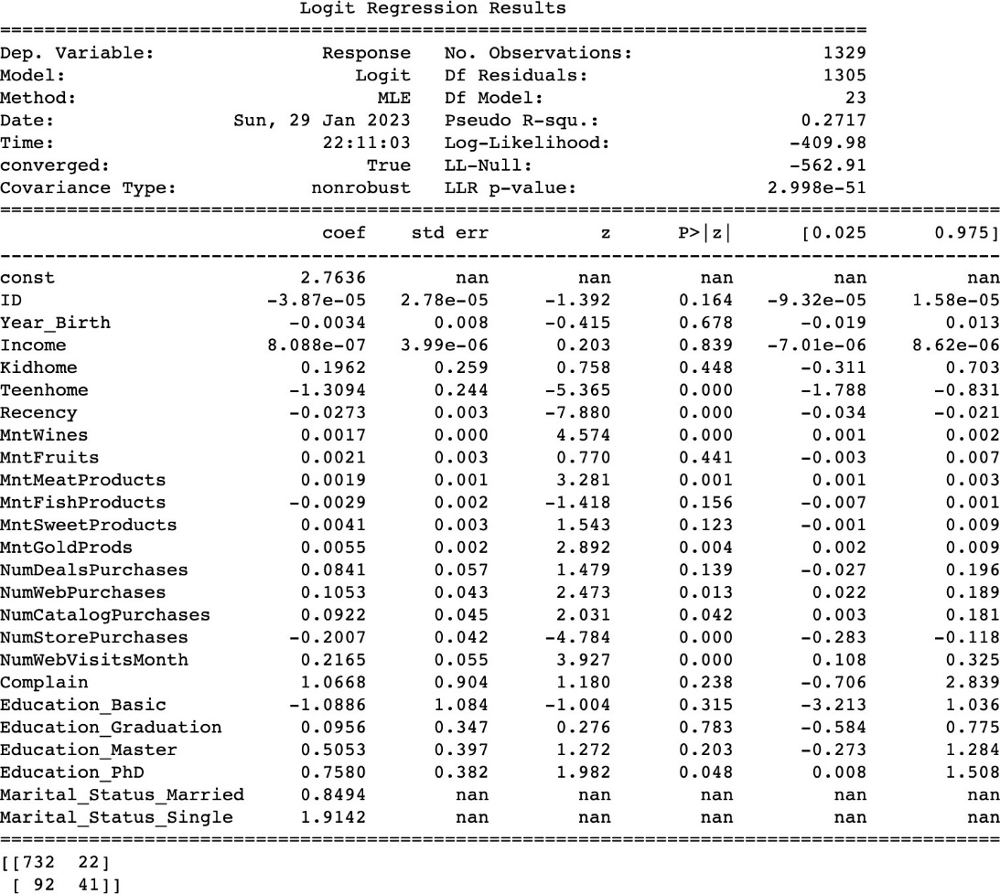 Logit Regression Results
==============================================================================
Dep. Variable: Response No. Observations: 1329
Model: Logit Df Residuals: 1305
Method: MLE Df Model: 23
Date: Sun, 29 Jan 2023 Pseudo R-squ.: 0.2717
Time: 22:11:03 Log-Likelihood: -409.98
converged: True LL-Null: -562.91
Covariance Type: nonrobust LLR p-value: 2.998e-51
==========================================================================================
coef std err z P>|z| [0.025 0.975]
------------------------------------------------------------------------------------------
const 2.7636 nan nan nan nan nan
ID -3.87e-05 2.78e-05 -1.392 0.164 -9.32e-05 1.58e-05
Year_Birth -0.0034 0.008 -0.415 0.678 -0.019 0.013
Income 8.088e-07 3.99e-06 0.203 0.839 -7.01e-06 8.62e-06
Kidhome 0.1962 0.259 0.758 0.448 -0.311 0.703
Teenhome -1.3094 0.244 -5.365 0.000 -1.788 -0.831
Recency -0.0273 0.003 -7.880 0.000 -0.034 -0.021
MntWines 0.0017 0.000 4.574 0.000 0.001 0.002
MntFruits 0.0021 0.003 0.770 0.441 -0.003 0.007
MntMeatProducts 0.0019 0.001 3.281 0.001 0.001 0.003
MntFishProducts -0.0029 0.002 -1.418 0.156 -0.007 0.001
MntSweetProducts 0.0041 0.003 1.543 0.123 -0.001 0.009
MntGoldProds 0.0055 0.002 2.892 0.004 0.002 0.009
NumDealsPurchases 0.0841 0.057 1.479 0.139 -0.027 0.196
NumWebPurchases 0.1053 0.043 2.473 0.013 0.022 0.189
NumCatalogPurchases 0.0922 0.045 2.031 0.042 0.003 0.181
NumStorePurchases -0.2007 0.042 -4.784 0.000 -0.283 -0.118
NumWebVisitsMonth 0.2165 0.055 3.927 0.000 0.108 0.325
Complain 1.0668 0.904 1.180 0.238 -0.706 2.839
Education_Basic -1.0886 1.084 -1.004 0.315 -3.213 1.036
Education_Graduation 0.0956 0.347 0.276 0.783 -0.584 0.775
Education_Master 0.5053 0.397 1.272 0.203 -0.273 1.284
Education_PhD 0.7580 0.382 1.982 0.048 0.008 1.508
Marital_Status_Married 0.8494 nan nan nan nan nan
Marital_Status_Single 1.9142 nan nan nan nan nan
==========================================================================================
[[732 22]
[ 92 41]]